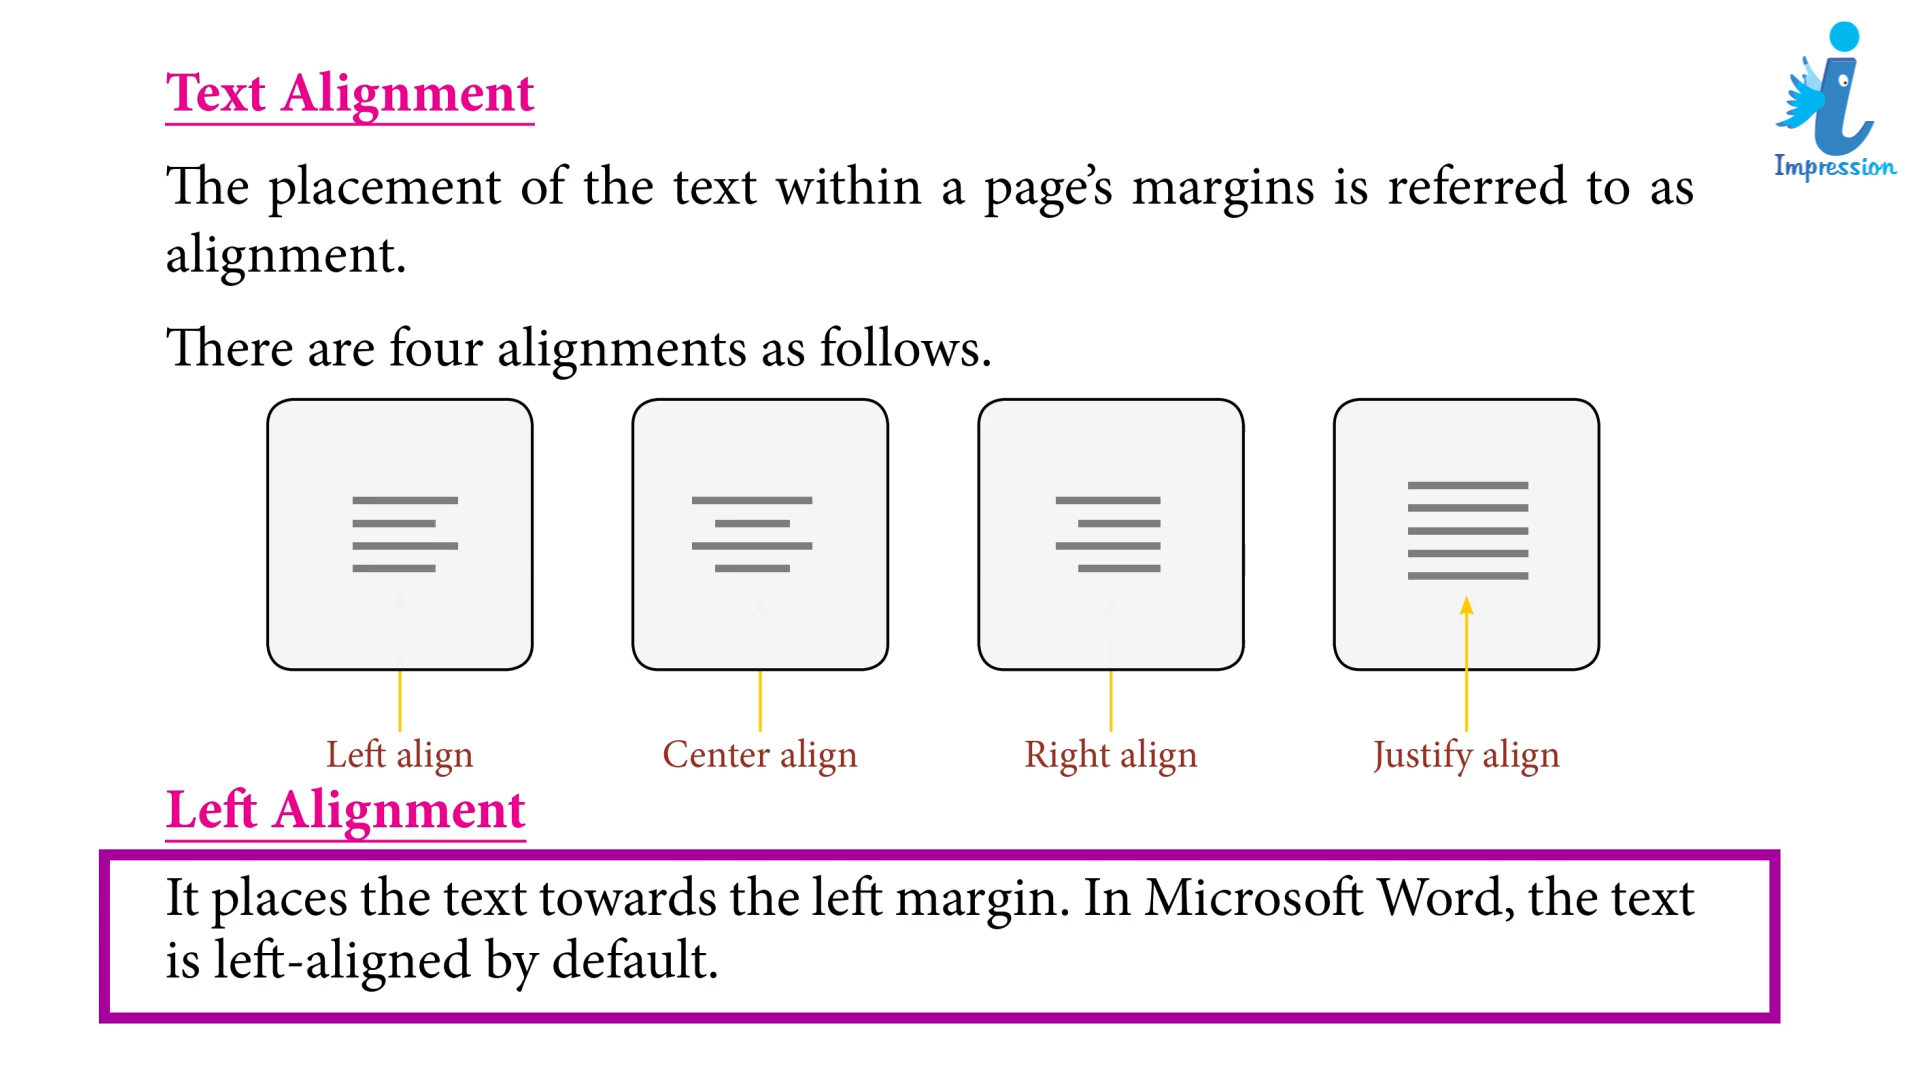 Text Alignment
Impression
The placement of the text within a page’s margins is referred to as
alignment.
There are four alignments as follows.
Left align
Center align
Right align
Justify align
Left Alignment
It places the text towards the left margin. In Microsoft Word, the text
is left-aligned by default.